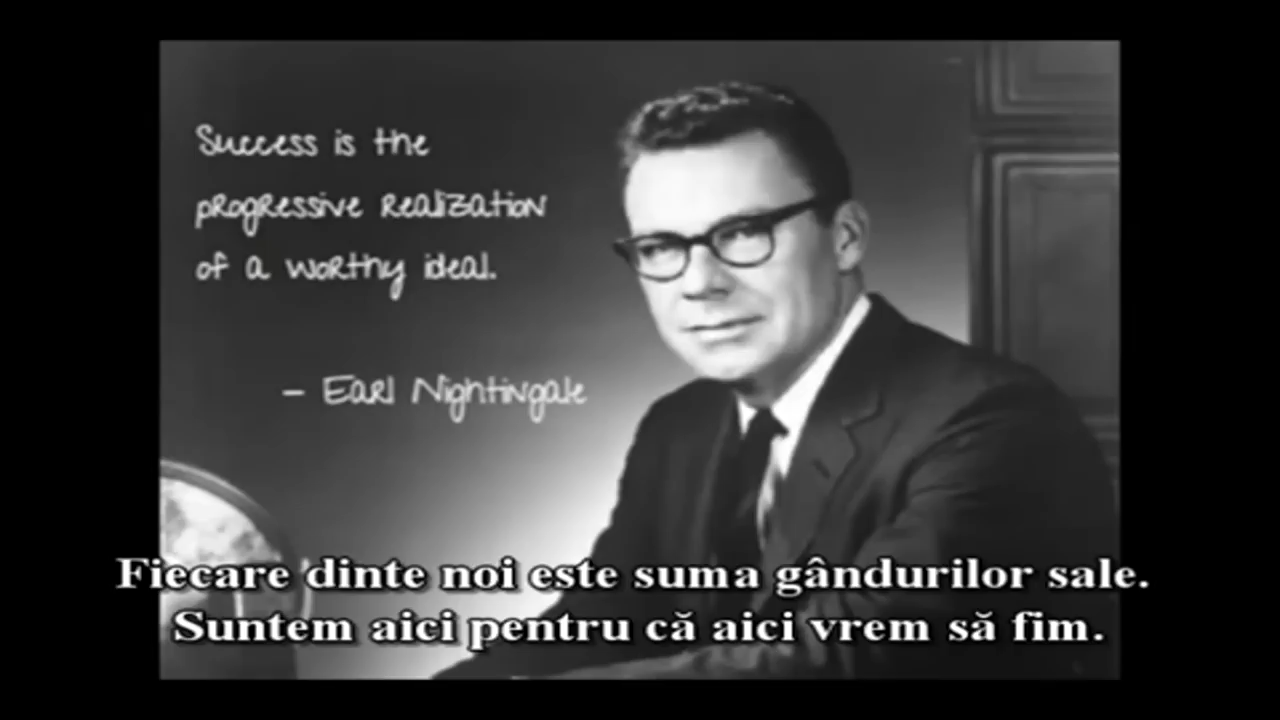 Success is the
progressive realization
of a worthy ideal.
– Earl Nightingale
Fiecare dinte noi este suma gândurilor sale.
Suntem aici pentru că aici vrem să fim.